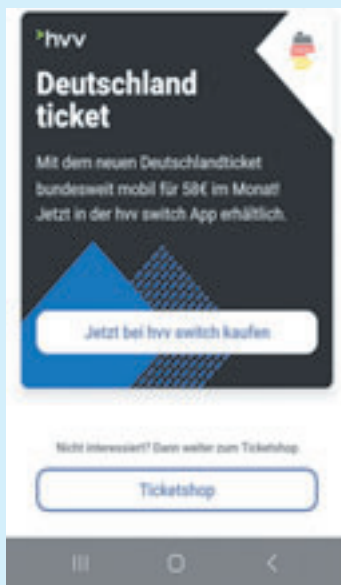 hvv
Deutschland
ticket
Mit dem neuen Deutschlandticket
bundesweit mobil für 58€ im Monat!
Jetzt in der hvv switch App erhältlich.
Jetzt bei hvv switch kaufen
Nicht interessiert? Dann weiter zum Ticketshop
Ticketshop